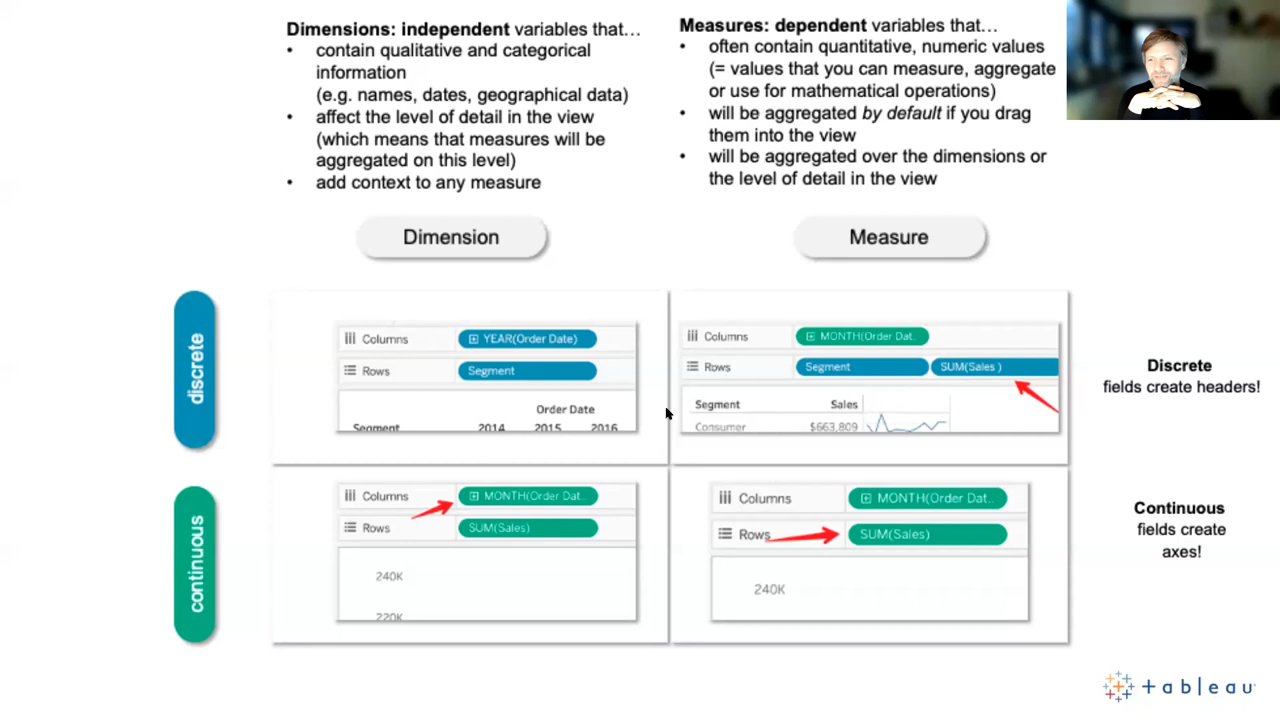 Dimensions: independent variables that…
• contain qualitative and categorical
information
(e.g. names, dates, geographical data)
• affect the level of detail in the view
(which means that measures will be
aggregated on this level)
• add context to any measure
Measures: dependent variables that…
• often contain quantitative, numeric values
(= values that you can measure, aggregate
or use for mathematical operations)
• will be aggregated by default if you drag
them into the view
• will be aggregated over the dimensions or
the level of detail in the view
Dimension
Measure
discrete
Columns
YEAR(Order Date)
Rows
Segment
Order Date
Segment 2014 2015 2016
Columns
MONTH(Order Dat..
Rows
Segment
SUM(Sales )
Segment Sales
Consumer $663,809
Discrete
fields create headers!
continuous
Columns
MONTH(Order Dat..
Rows
SUM(Sales)
240K
220K
Columns
MONTH(Order Dat..
Rows
SUM(Sales)
240K
Continuous
fields create
axes!
tableau